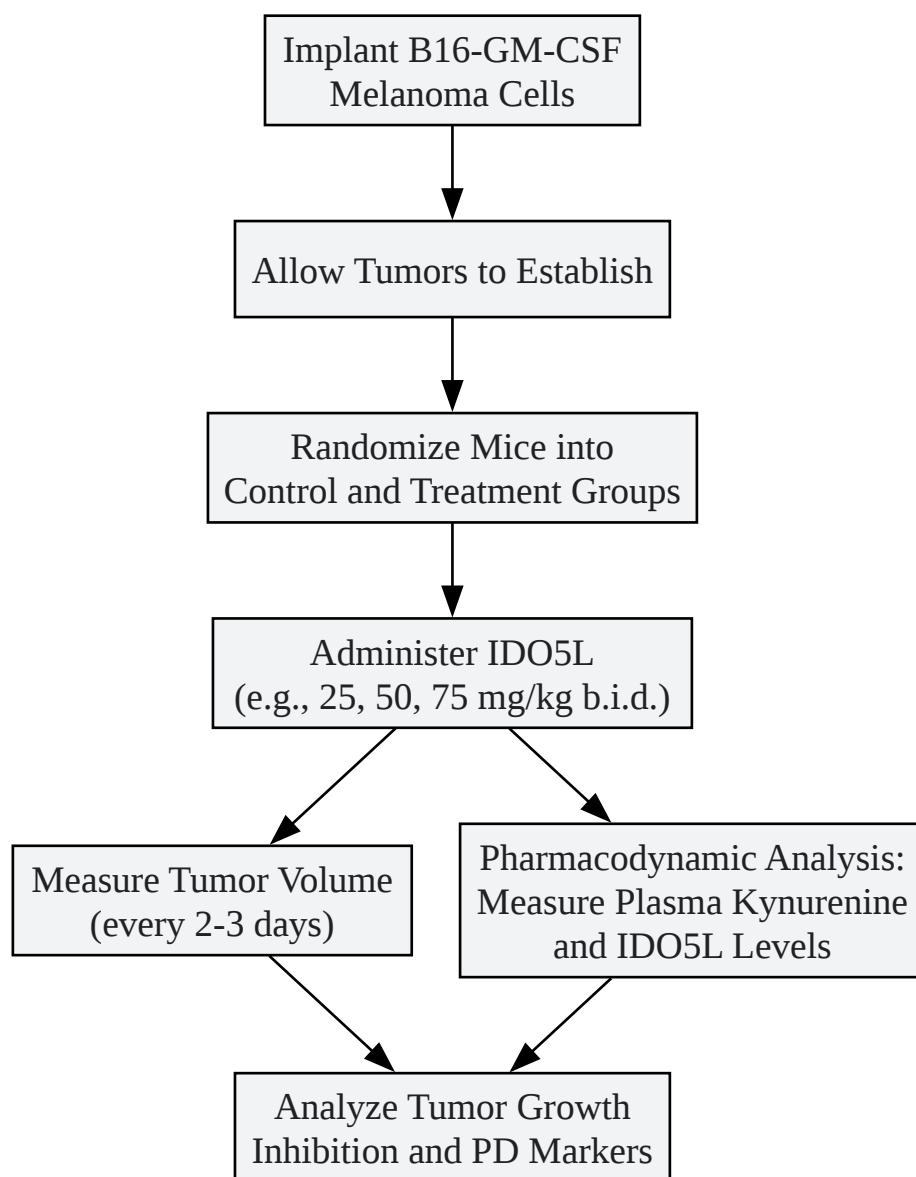 Implant B16-GM-CSF
Melanoma Cells
Allow Tumors to Establish
Randomize Mice into
Control and Treatment Groups
Administer IDO5L
(e.g., 25, 50, 75 mg/kg b.i.d.)
Measure Tumor Volume
(every 2-3 days)
Pharmacodynamic Analysis:
Measure Plasma Kynurenine
and IDO5L Levels
Analyze Tumor Growth
Inhibition and PD Markers